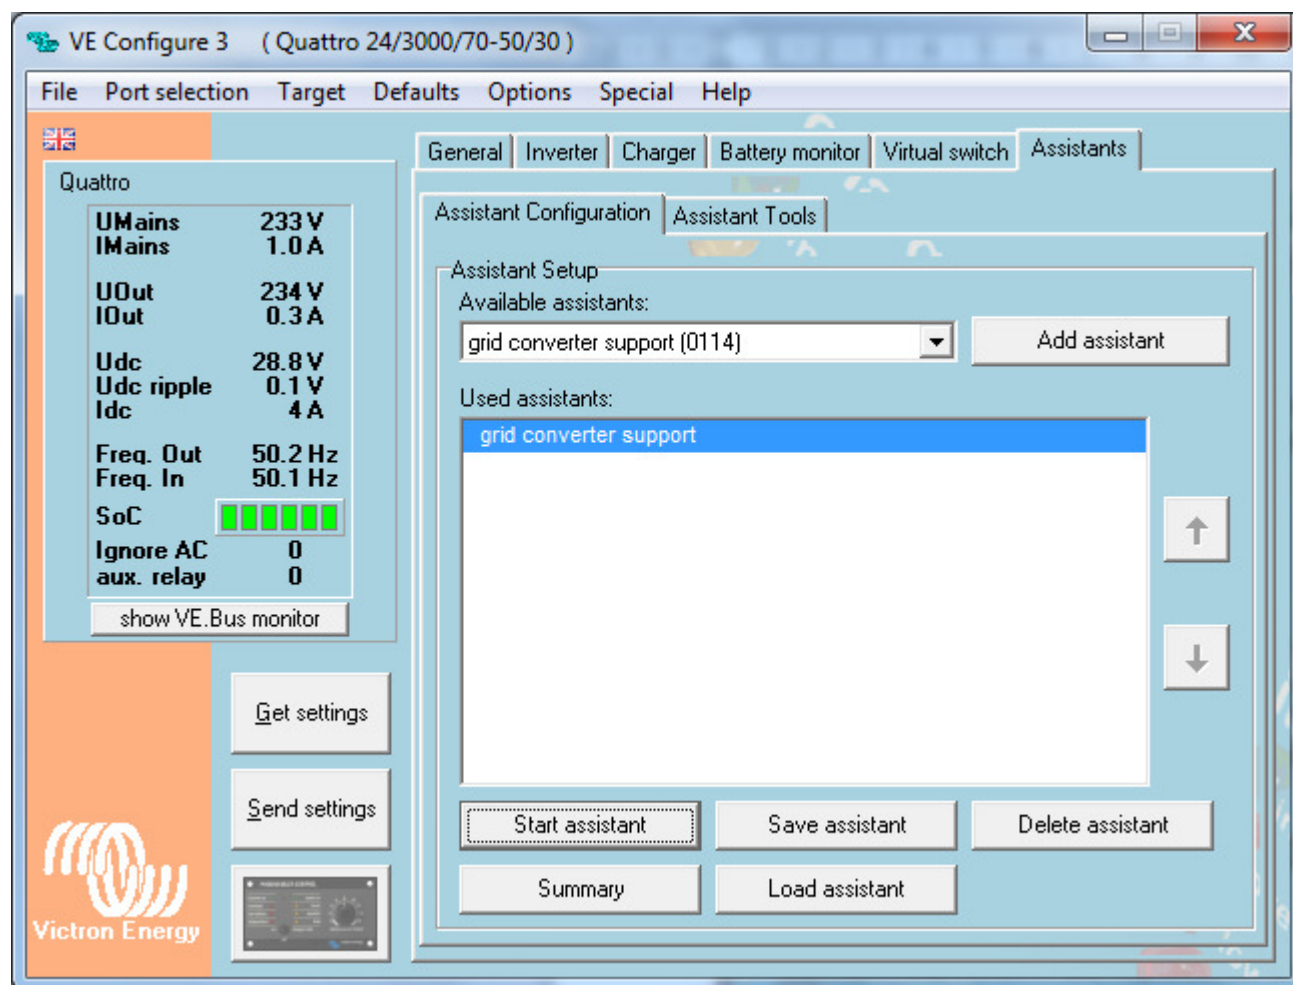 VE Configure 3 ( Quattro 24/3000/70-50/30 )
File Port selection Target Defaults Options Special Help
General Inverter Charger Battery monitor Virtual switch Assistants
Quattro
UMains 233 V
IMains 1.0 A
UOut 234 V
IOut 0.3 A
Udc 28.8 V
Udc ripple 0.1 V
Idc 4 A
Freq. Out 50.2 Hz
Freq. In 50.1 Hz
SoC
Ignore AC 0
aux. relay 0
show VE.Bus monitor
Get settings
Send settings
Victron Energy
Assistant Configuration Assistant Tools
Assistant Setup
Available assistants:
grid converter support (0114)
Add assistant
Used assistants:
grid converter support
Start assistant Save assistant Delete assistant
Summary Load assistant